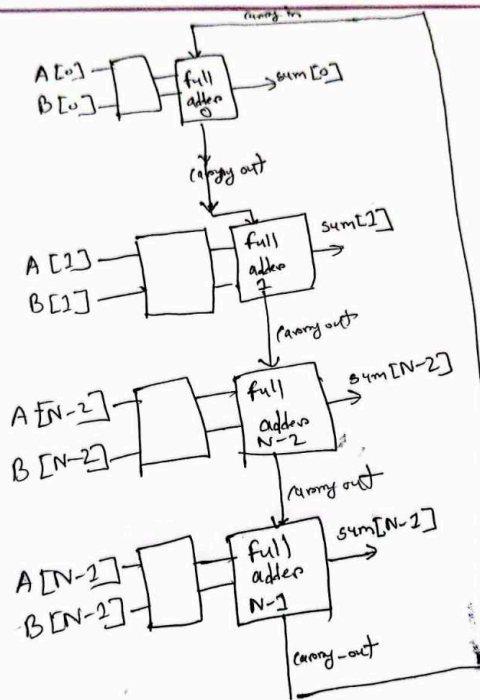 carry in
A[0]
B[0]
full
adder
0
sum[0]
carry out
A[1]
B[1]
full
adder
1
sum[1]
carry out
A[N-2]
B[N-2]
full
adder
N-2
sum[N-2]
carry out
A[N-1]
B[N-1]
full
adder
N-1
sum[N-1]
carry-out